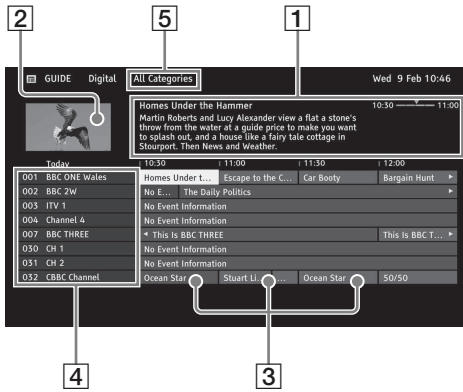 2
5
1
GUIDE Digital All Categories Wed 9 Feb 10:46
Homes Under the Hammer 10:30 11:00
Martin Roberts and Lucy Alexander view a flat a stone's
throw from the water at a guide price to make you want
to splash out, and a house like a fairy tale cottage in
Stourport. Then News and Weather.
Today 10:30 11:00 11:30 12:00
001 BBC ONE Wales Homes Under t... Escape to the C... Car Booty Bargain Hunt
002 BBC 2W No E... The Daily Politics
003 ITV 1 No Event Information
004 Channel 4 No Event Information
007 BBC THREE This Is BBC THREE This Is BBC T...
030 CH 1 No Event Information
031 CH 2 No Event Information
032 CBBC Channel Ocean Star Stuart Li... ... Ocean Star 50/50
4
3